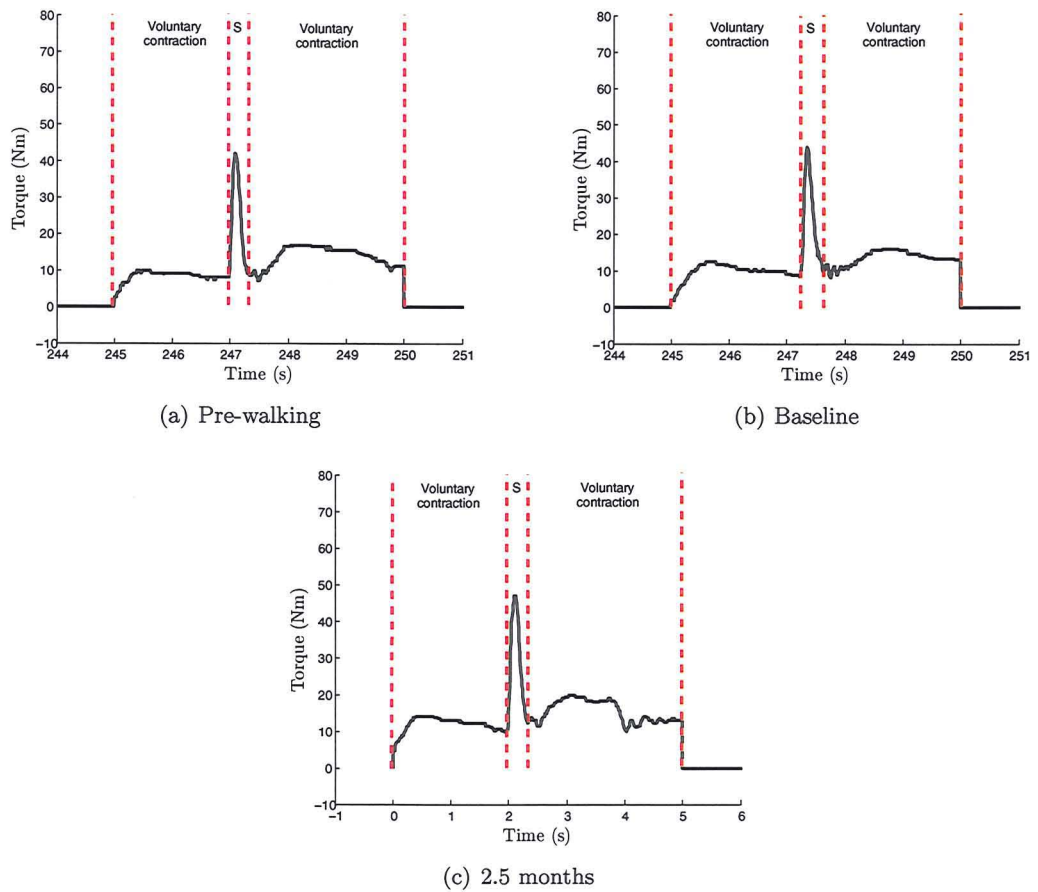 80
70
60
50
40
30
20
10
0
−10
Torque (Nm)
Voluntary
contraction
S
Voluntary
contraction
244 245 246 247 248 249 250 251
Time (s)
(a) Pre-walking
80
70
60
50
40
30
20
10
0
−10
Torque (Nm)
Voluntary
contraction
S
Voluntary
contraction
244 245 246 247 248 249 250 251
Time (s)
(b) Baseline
80
70
60
50
40
30
20
10
0
−10
Torque (Nm)
Voluntary
contraction
S
Voluntary
contraction
−1 0 1 2 3 4 5 6
Time (s)
(c) 2.5 months